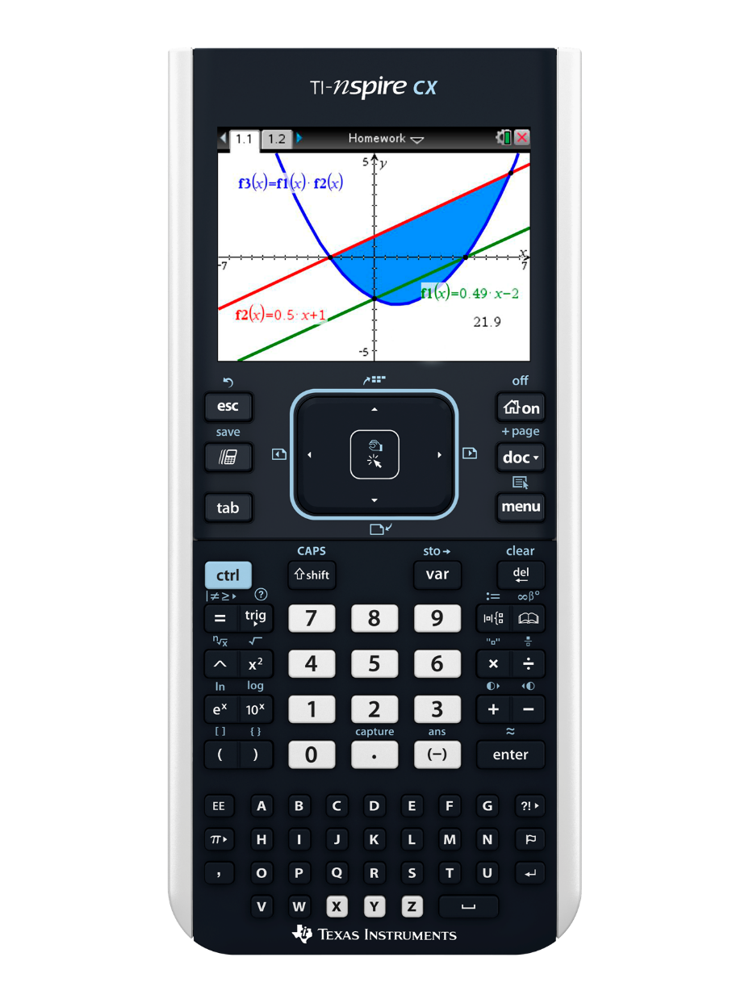 TI-nspire CX
1.1 1.2 Homework
5 y
f3(x)=f1(x)· f2(x)
x
-7 7
f1(x)=0.49· x−2
f2(x)=0.5· x+1
21.9
-5
off
esc on
save + page
doc
tab menu
CAPS sto→ clear
ctrl ⇧shift var del
|≠≥▸ ? := ∞β°
= trig 7 8 9 |▫|{
ⁿ√x √ "▫"
^ x² 4 5 6 × ÷
ln log
eˣ 10ˣ 1 2 3 + −
[ ] { } capture ans ≈
( ) 0 . (−) enter
EE A B C D E F G ?!▸
π▸ H I J K L M N
, O P Q R S T U ↵
V W X Y Z
TEXAS INSTRUMENTS